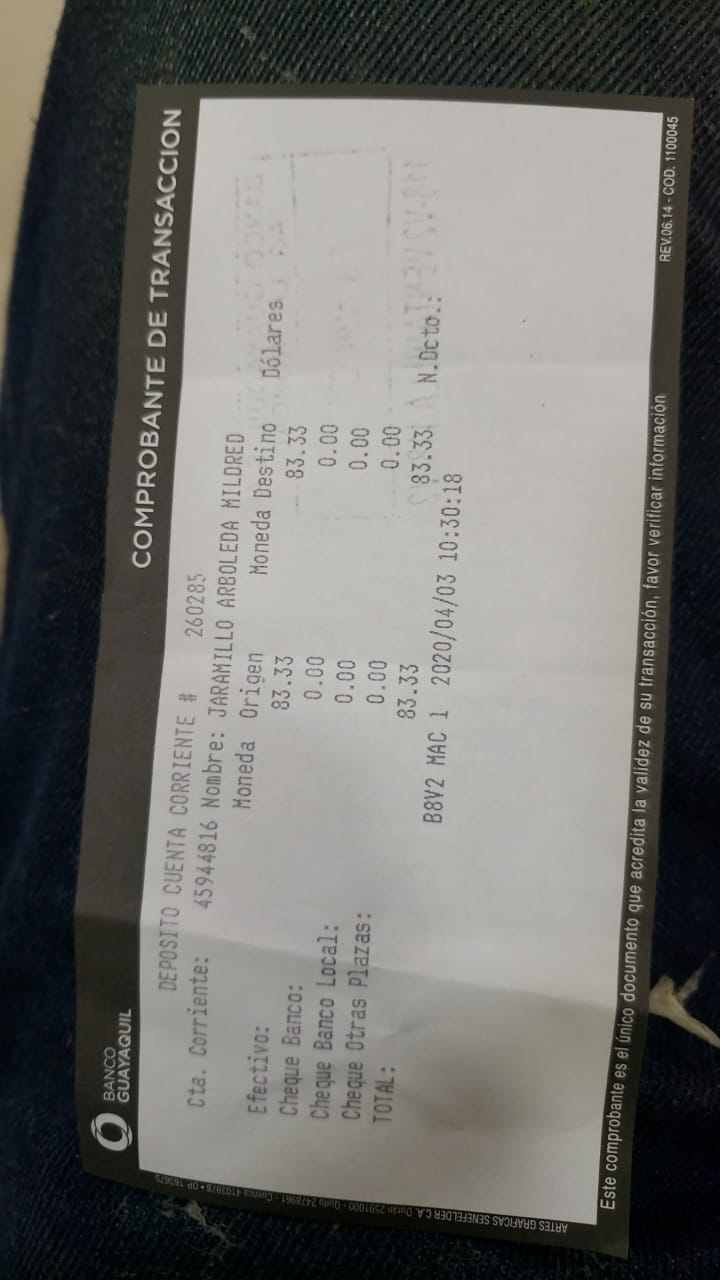 BANCO
GUAYAQUIL
COMPROBANTE DE TRANSACCION
DEPOSITO CUENTA CORRIENTE # 260285
Cta. Corriente: 45944816 Nombre: JARAMILLO ARBOLEDA MILDRED
Moneda Origen Moneda Destino Dólares
Efectivo: 83.33 83.33
Cheque Banco: 0.00 0.00
Cheque Banco Local: 0.00 0.00
Cheque Otras Plazas: 0.00 0.00
TOTAL: 83.33 83.33 N.Dcto.:
B8V2 MAC 1 2020/04/03 10:30:18
Este comprobante es el único documento que acredita la validez de su transacción, favor verificar información
REV.06.14 - COD. 1100045
ARTES GRAFICAS SENEFELDER C.A. Durán 2591000 - Quito 2478961 - Cuenca 4103978 • OP 163675